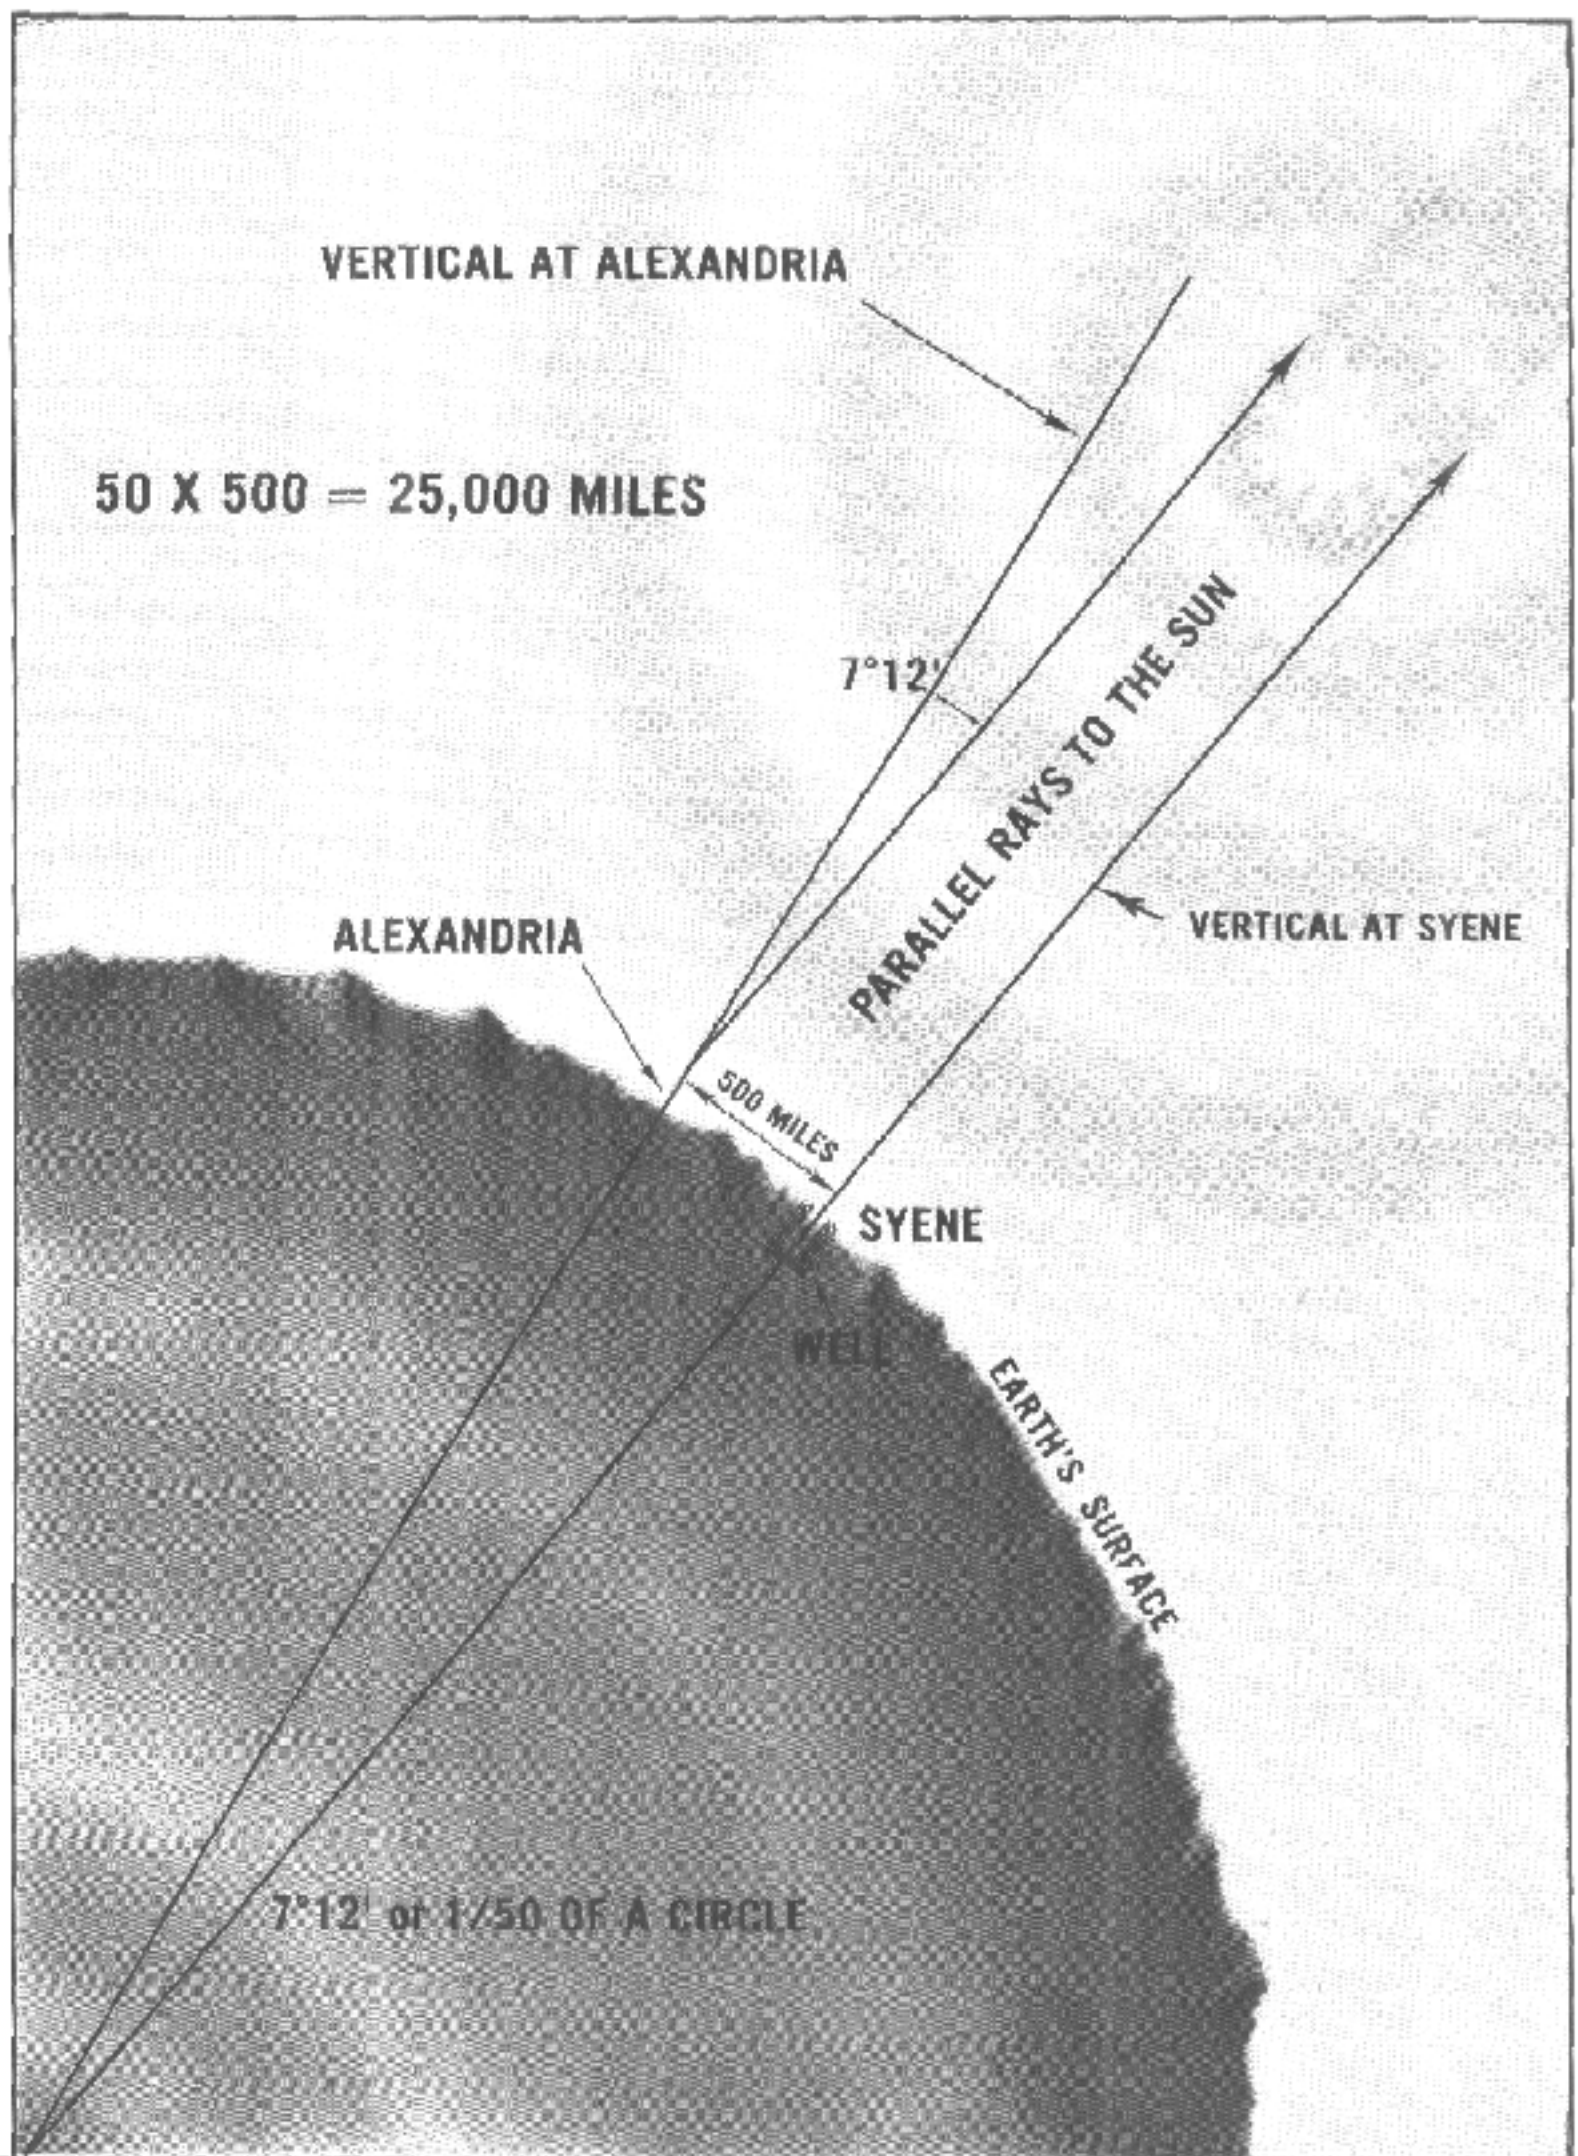 VERTICAL AT ALEXANDRIA
50 X 500 = 25,000 MILES
7°12'
PARALLEL RAYS TO THE SUN
ALEXANDRIA
VERTICAL AT SYENE
500 MILES
SYENE
WELL
EARTH'S SURFACE
7°12' or 1/50 OF A CIRCLE